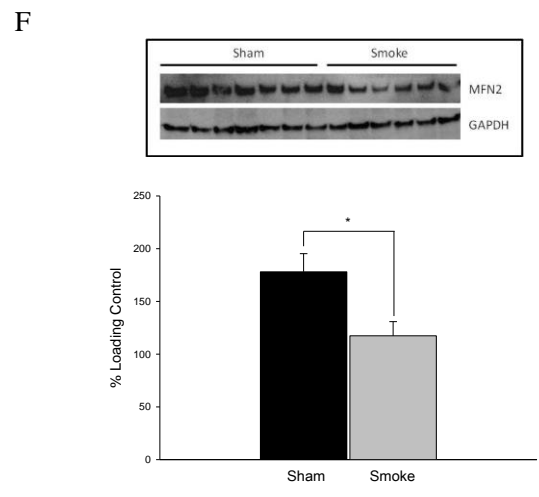 F
Sham Smoke
MFN2
GAPDH
250
200
150
100
50
0
% Loading Control
*
Sham Smoke